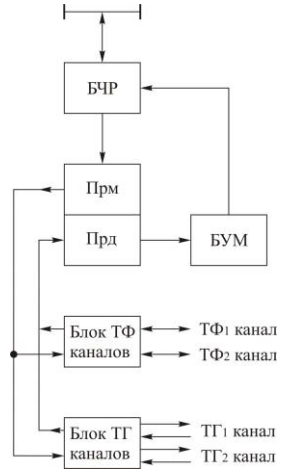 БЧР
Прм
Прд
БУМ
Блок ТФ
каналов
ТФ₁ канал
ТФ₂ канал
Блок ТГ
каналов
ТГ₁ канал
ТГ₂ канал